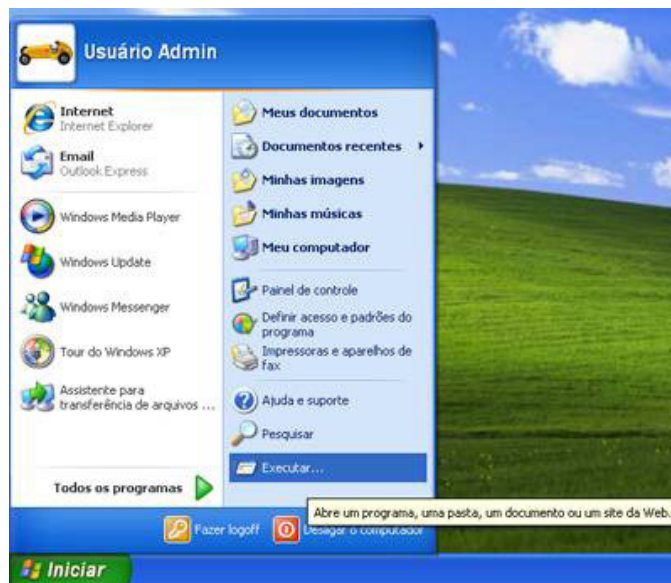 Usuário Admin
Internet
Internet Explorer
Email
Outlook Express
Windows Media Player
Windows Update
Windows Messenger
Tour do Windows XP
Assistente para
transferência de arquivos ...
Todos os programas
Meus documentos
Documentos recentes
Minhas imagens
Minhas músicas
Meu computador
Painel de controle
Definir acesso e padrões do
programa
Impressoras e aparelhos de
fax
Ajuda e suporte
Pesquisar
Executar...
Abre um programa, uma pasta, um documento ou um site da Web.
Fazer logoff
Desligar o computador
Iniciar